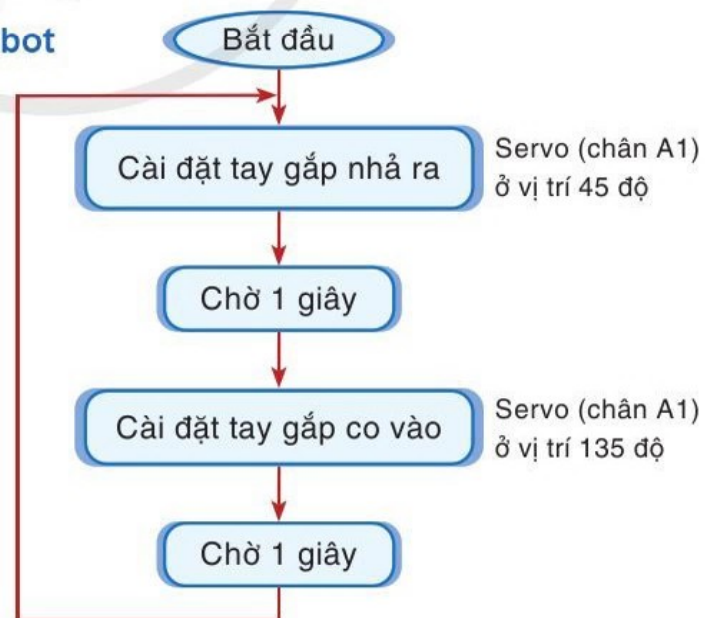 bot
Bắt đầu
Cài đặt tay gắp nhả ra
Servo (chân A1)
ở vị trí 45 độ
Chờ 1 giây
Cài đặt tay gắp co vào
Servo (chân A1)
ở vị trí 135 độ
Chờ 1 giây